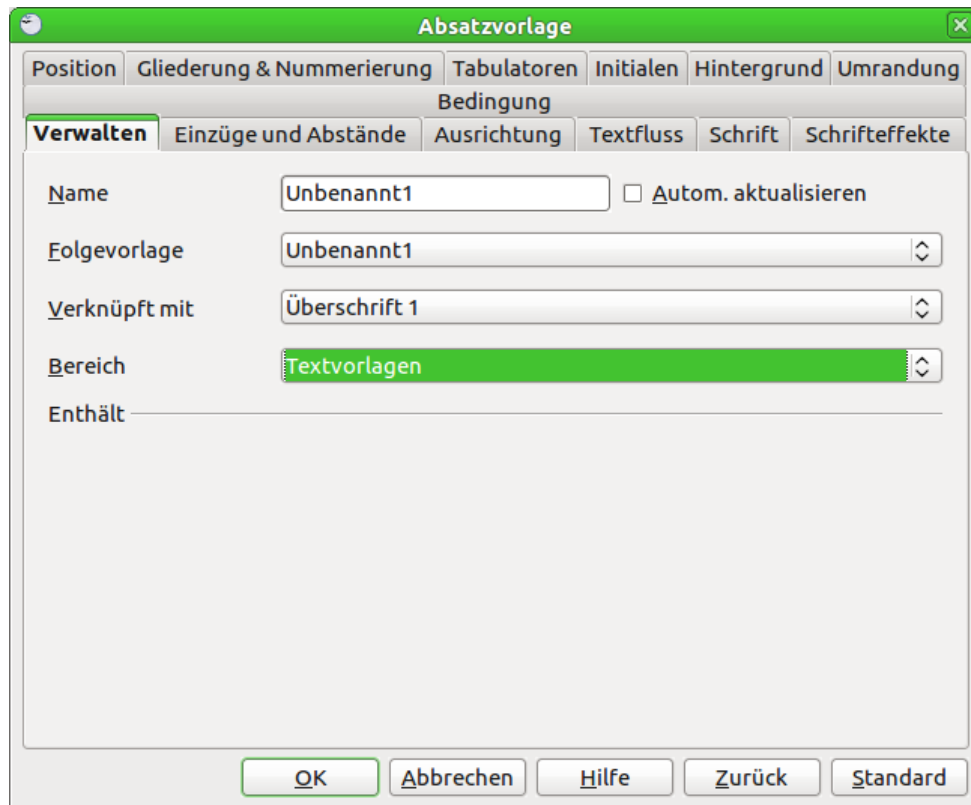 Absatzvorlage
Position Gliederung & Nummerierung Tabulatoren Initialen Hintergrund Umrandung
Bedingung
Verwalten Einzüge und Abstände Ausrichtung Textfluss Schrift Schrifteffekte
Name Unbenannt1 Autom. aktualisieren
Folgevorlage Unbenannt1
Verknüpft mit Überschrift 1
Bereich Textvorlagen
Enthält
OK Abbrechen Hilfe Zurück Standard